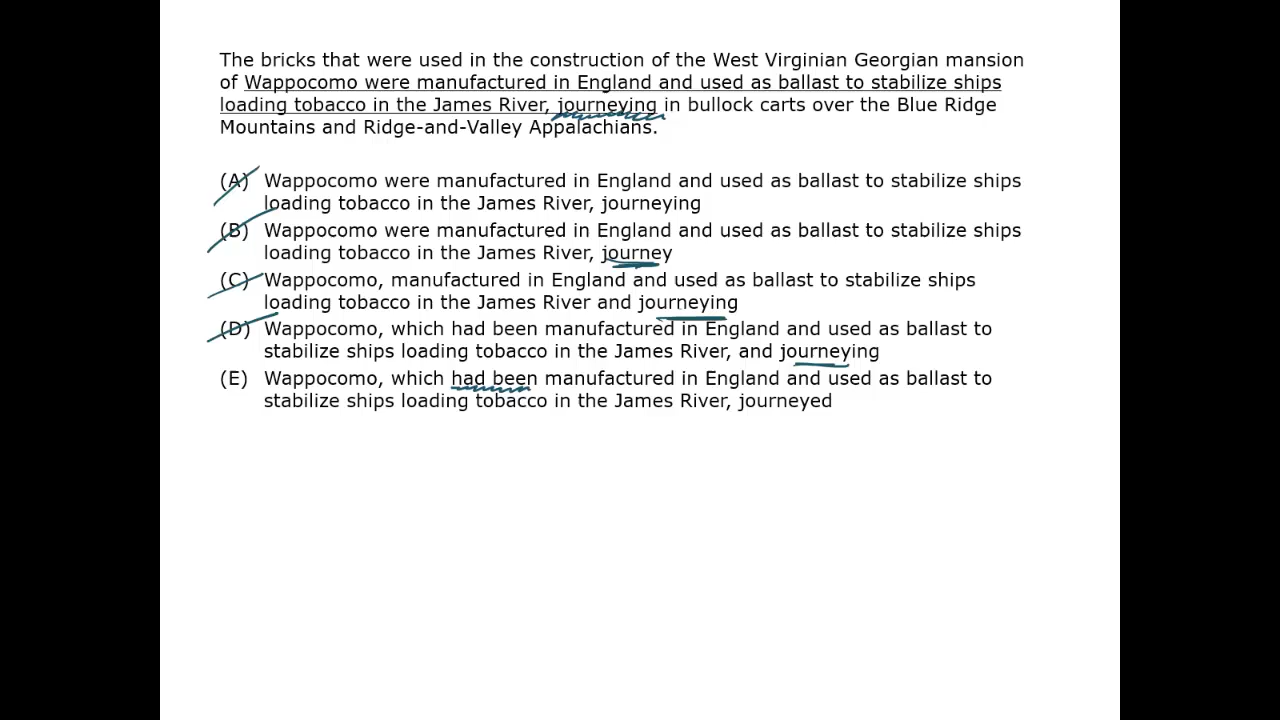 The bricks that were used in the construction of the West Virginian Georgian mansion
of Wappocomo were manufactured in England and used as ballast to stabilize ships
loading tobacco in the James River, journeying in bullock carts over the Blue Ridge
Mountains and Ridge-and-Valley Appalachians.
(A) Wappocomo were manufactured in England and used as ballast to stabilize ships
loading tobacco in the James River, journeying
(B) Wappocomo were manufactured in England and used as ballast to stabilize ships
loading tobacco in the James River, journey
(C) Wappocomo, manufactured in England and used as ballast to stabilize ships
loading tobacco in the James River and journeying
(D) Wappocomo, which had been manufactured in England and used as ballast to
stabilize ships loading tobacco in the James River, and journeying
(E) Wappocomo, which had been manufactured in England and used as ballast to
stabilize ships loading tobacco in the James River, journeyed